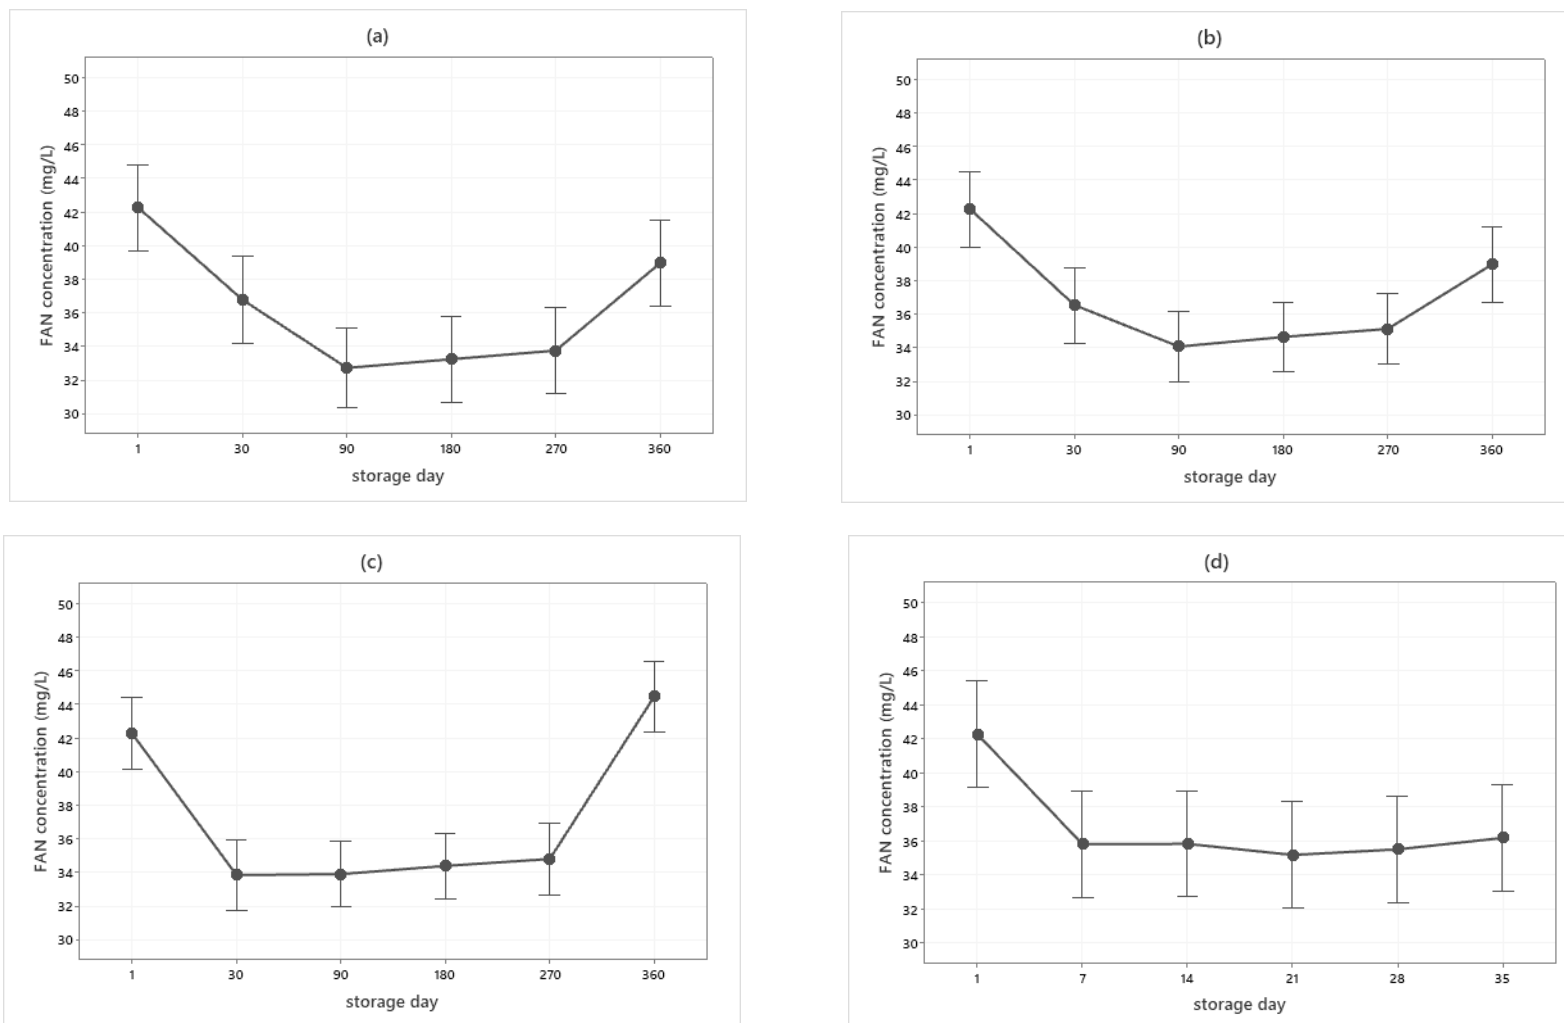 (a)
FAN concentration (mg/L)
50
48
46
44
42
40
38
36
34
32
30
1 30 90 180 270 360
storage day
(b)
FAN concentration (mg/L)
50
48
46
44
42
40
38
36
34
32
30
1 30 90 180 270 360
storage day
(c)
FAN concentration (mg/L)
50
48
46
44
42
40
38
36
34
32
30
1 30 90 180 270 360
storage day
(d)
FAN concentration (mg/L)
50
48
46
44
42
40
38
36
34
32
30
1 7 14 21 28 35
storage day